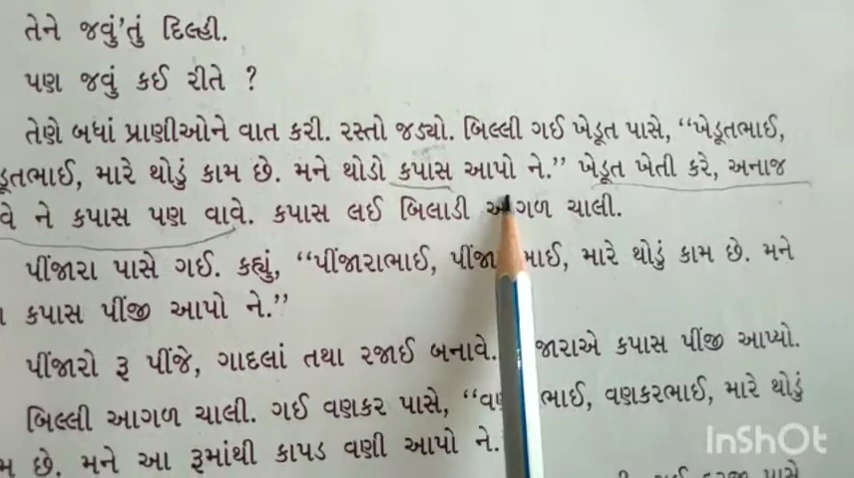 તેને જવું'તું દિલ્હી.
પણ જવું કઈ રીતે ?
તેણે બધાં પ્રાણીઓને વાત કરી. રસ્તો જડ્યો. બિલ્લી ગઈ ખેડૂત પાસે, “ખેડૂતભાઈ,
ડૂતભાઈ, મારે થોડું કામ છે. મને થોડો કપાસ આપો ને.” ખેડૂત ખેતી કરે, અનાજ
વે ને કપાસ પણ વાવે. કપાસ લઈ બિલાડી આગળ ચાલી.
પીંજારા પાસે ગઈ. કહ્યું, “પીંજારાભાઈ, પીંજા ભાઈ, મારે થોડું કામ છે. મને
કપાસ પીંજી આપો ને.”
પીંજારો રૂ પીંજે, ગાદલાં તથા રજાઈ બનાવે. જારાએ કપાસ પીંજી આપ્યો.
બિલ્લી આગળ ચાલી. ગઈ વણકર પાસે, “વણ ભાઈ, વણકરભાઈ, મારે થોડું
મ છે. મને આ રૂમાંથી કાપડ વણી આપો ને.
InShOt